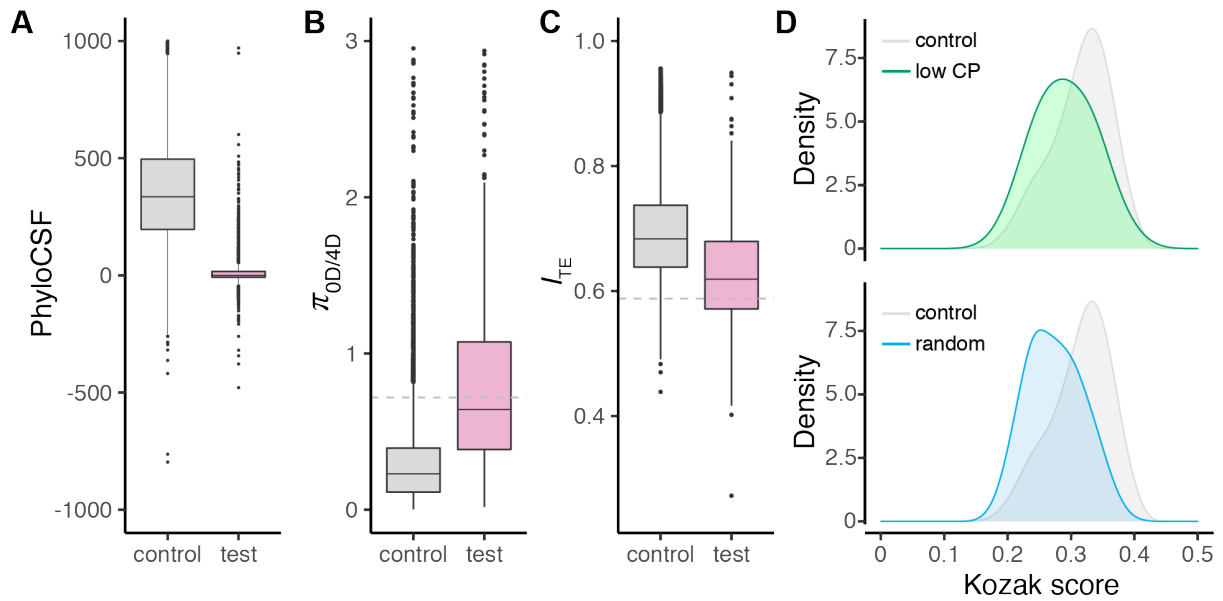 A
PhyloCSF
1000
500
0
-500
-1000
control test
B
π0D/4D
3
2
1
0
control test
C
ITE
1.0
0.8
0.6
0.4
control test
D
Density
7.5
5.0
2.5
0
control
low CP
Density
7.5
5.0
2.5
0
control
random
0 0.1 0.2 0.3 0.4 0.5
Kozak score